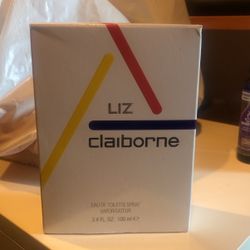 LIZ
claiborne
EAU DE TOILETTE SPRAY
VAPORISATEUR
3.4 FL. OZ. 100 ml ℮